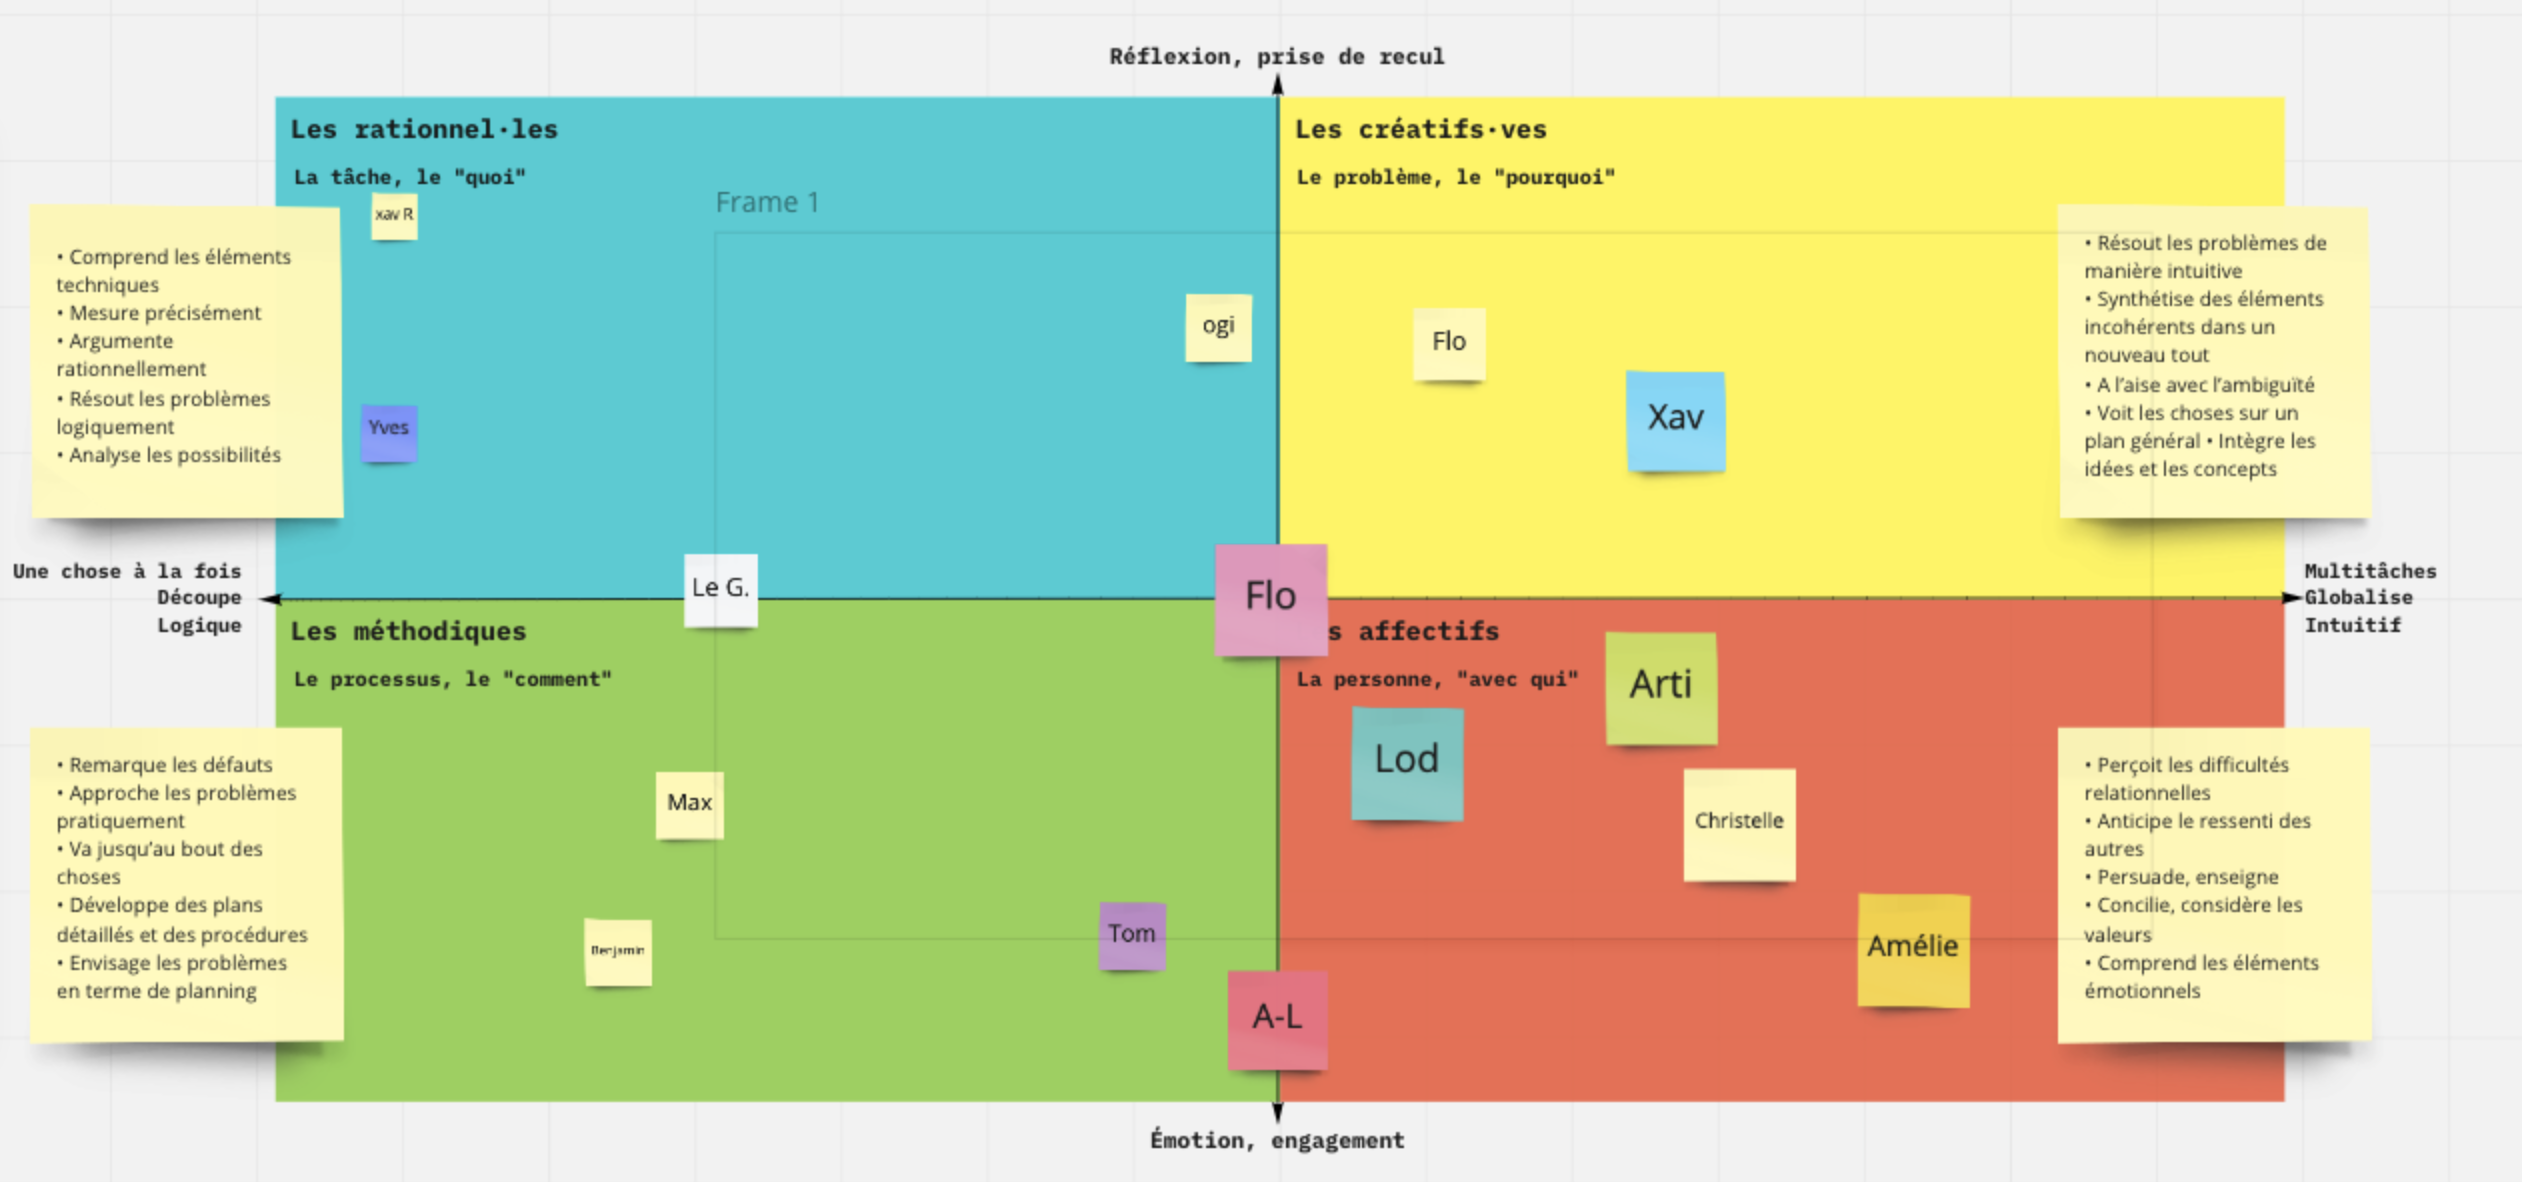 Réflexion, prise de recul
Les rationnel·les
La tâche, le "quoi"
xav R
Frame 1
• Comprend les éléments
techniques
• Mesure précisément
• Argumente
rationnellement
• Résout les problèmes
logiquement
• Analyse les possibilités
Yves
ogi
Les créatifs·ves
Le problème, le "pourquoi"
Flo
Xav
• Résout les problèmes de
manière intuitive
• Synthétise des éléments
incohérents dans un
nouveau tout
• A l’aise avec l’ambiguïté
• Voit les choses sur un
plan général • Intègre les
idées et les concepts
Une chose à la fois
Découpe
Logique
Le G.
Flo
Multitâches
Globalise
Intuitif
Les méthodiques
Le processus, le "comment"
• Remarque les défauts
• Approche les problèmes
pratiquement
• Va jusqu’au bout des
choses
• Développe des plans
détaillés et des procédures
• Envisage les problèmes
en terme de planning
Max
Benjamin
Tom
A-L
s affectifs
La personne, "avec qui"
Arti
Lod
Christelle
Amélie
• Perçoit les difficultés
relationnelles
• Anticipe le ressenti des
autres
• Persuade, enseigne
• Concilie, considère les
valeurs
• Comprend les éléments
émotionnels
Émotion, engagement